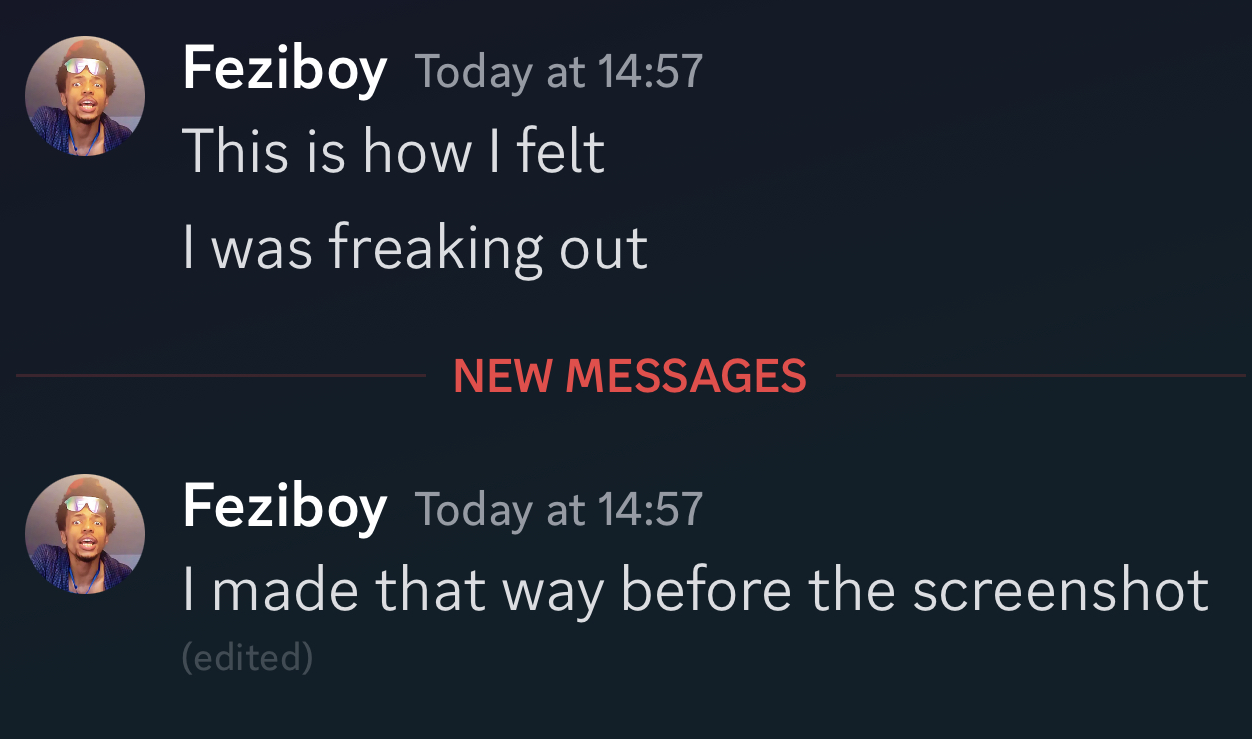 Feziboy Today at 14:57
This is how I felt
I was freaking out
NEW MESSAGES
Feziboy Today at 14:57
I made that way before the screenshot
(edited)